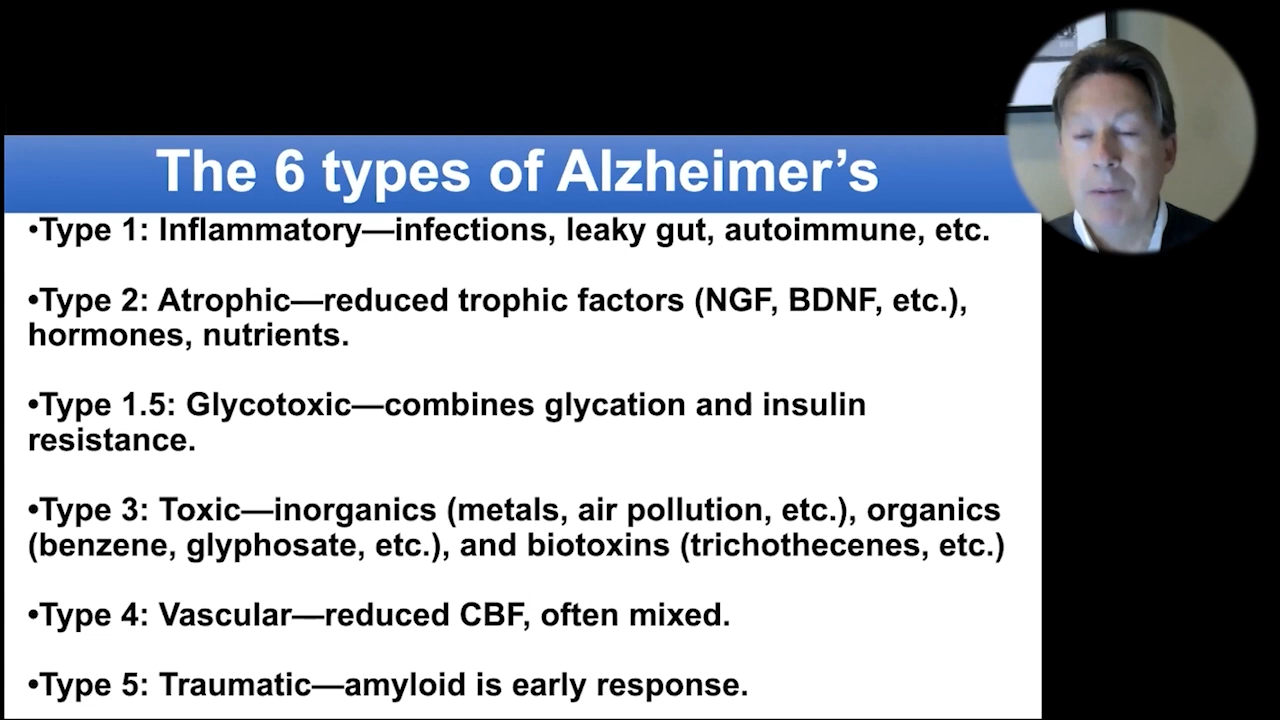 The 6 types of Alzheimer’s
•Type 1: Inflammatory—infections, leaky gut, autoimmune, etc.
•Type 2: Atrophic—reduced trophic factors (NGF, BDNF, etc.),
hormones, nutrients.
•Type 1.5: Glycotoxic—combines glycation and insulin
resistance.
•Type 3: Toxic—inorganics (metals, air pollution, etc.), organics
(benzene, glyphosate, etc.), and biotoxins (trichothecenes, etc.)
•Type 4: Vascular—reduced CBF, often mixed.
•Type 5: Traumatic—amyloid is early response.